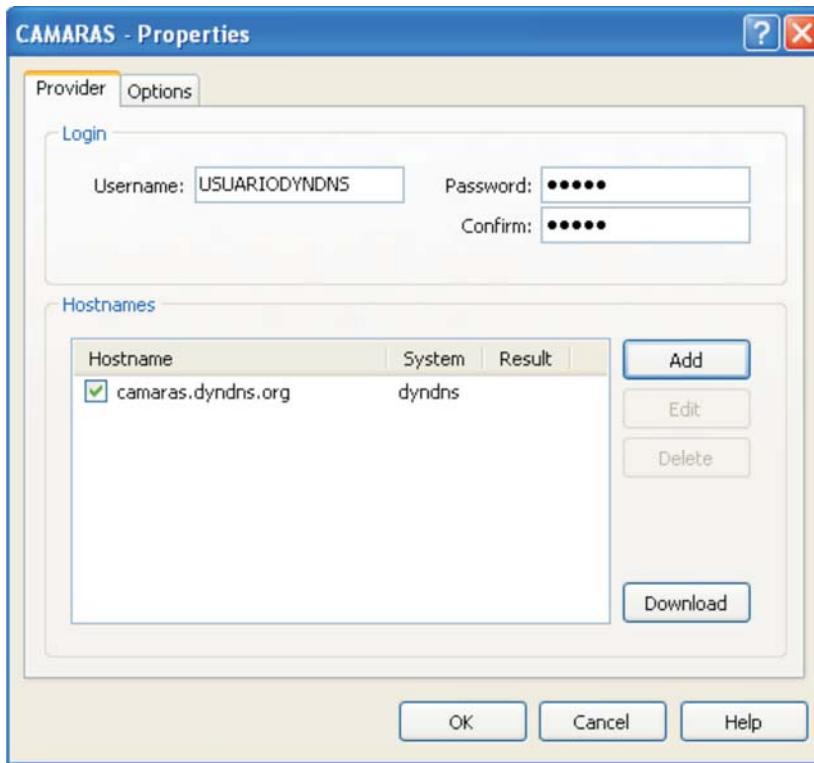 CAMARAS - Properties
Provider Options
Login
Username: USUARIODYNDNS Password: •••••
Confirm: •••••
Hostnames
Hostname System Result
camaras.dyndns.org dyndns
Add
Edit
Delete
Download
OK Cancel Help